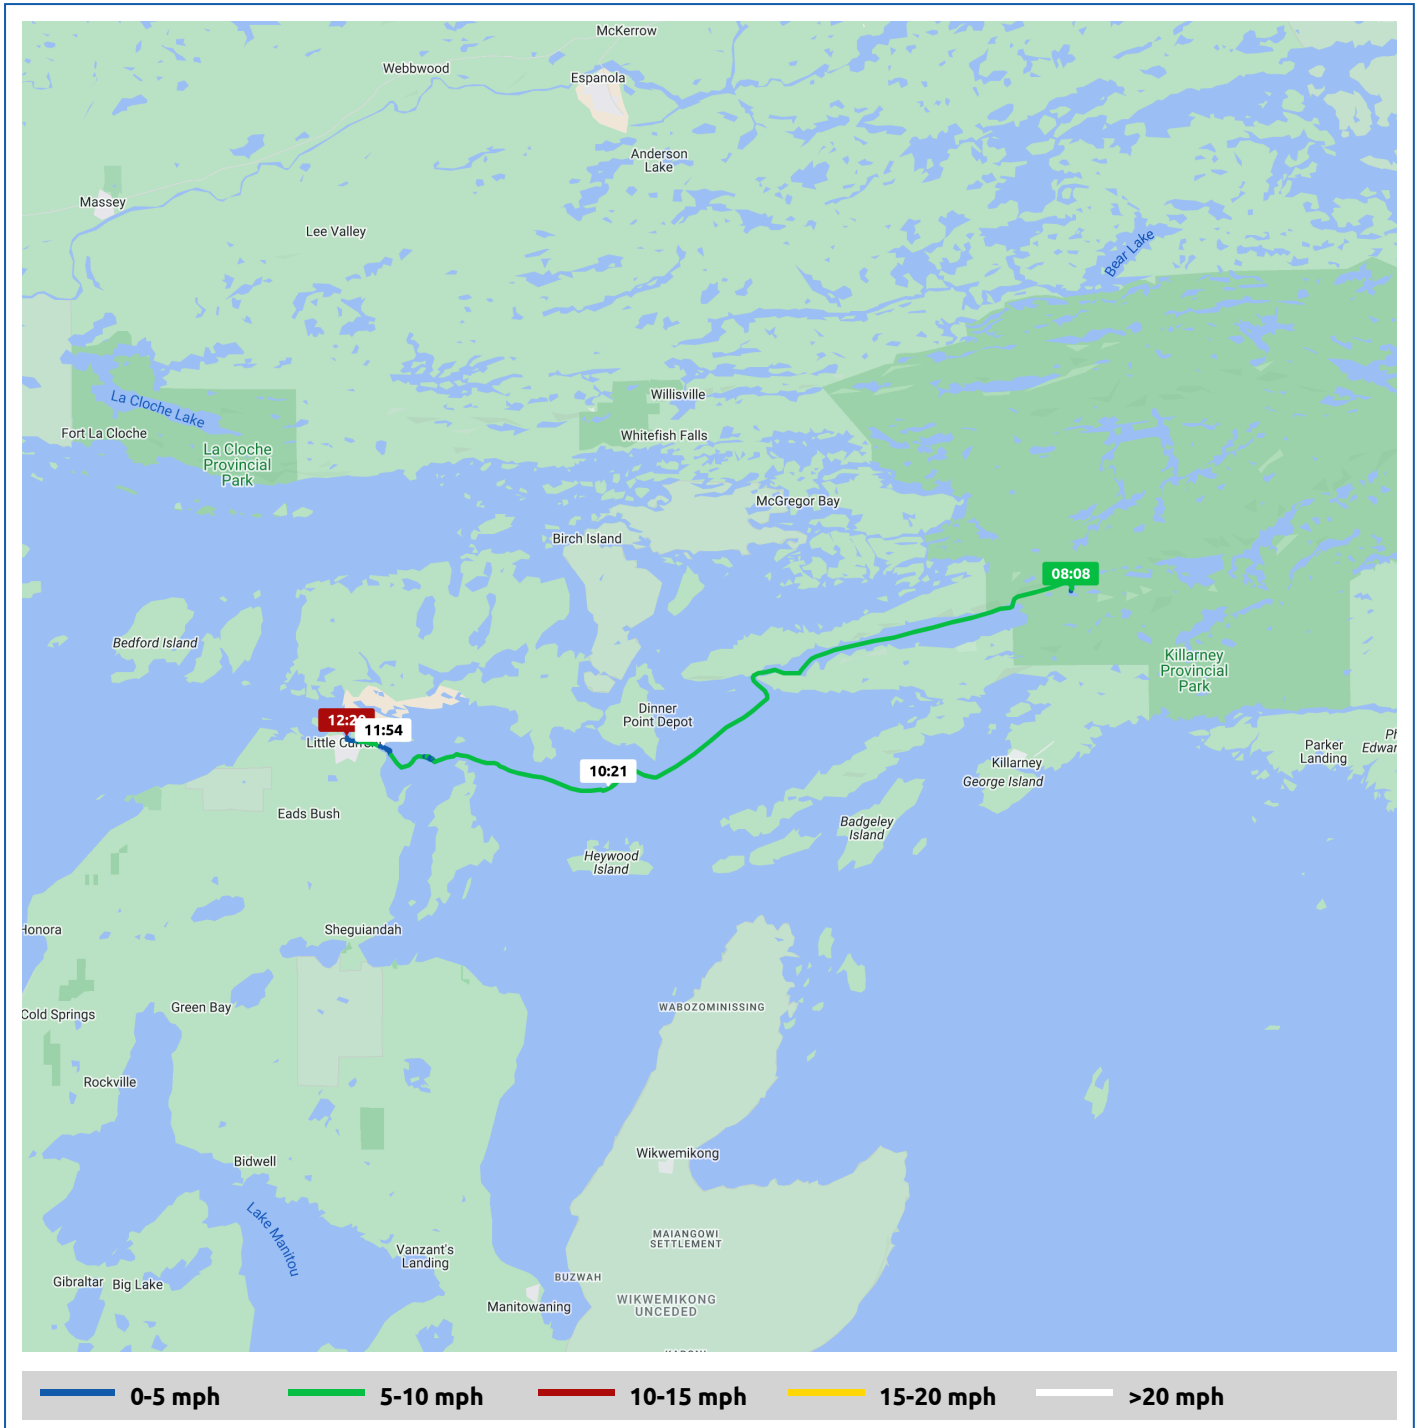 McKerrow
Webbwood
Espanola
Anderson
Lake
Massey
Lee Valley
Bear Lake
La Cloche Lake
Willisville
Fort La Cloche
Whitefish Falls
La Cloche
Provincial
Park
McGregor Bay
Birch Island
08:08
Bedford Island
Killarney
Provincial
Park
Dinner
Point Depot
11:54
Little
Parker
Landing
Killarney
George Island
10:21
Eads Bush
Badgeley
Island
Heywood
Island
Honora
Sheguiandah
Green Bay
Cold Springs
WABOZOMINISSING
Rockville
Wikwemikong
Bidwell
Lake Manitou
MAIANGOWI
SETTLEMENT
Vanzant's
Landing
BUZWAH
Gibraltar
Big Lake
WIKWEMIKONG
UNCEDED
Manitowaning
0-5 mph
5-10 mph
10-15 mph
15-20 mph
>20 mph